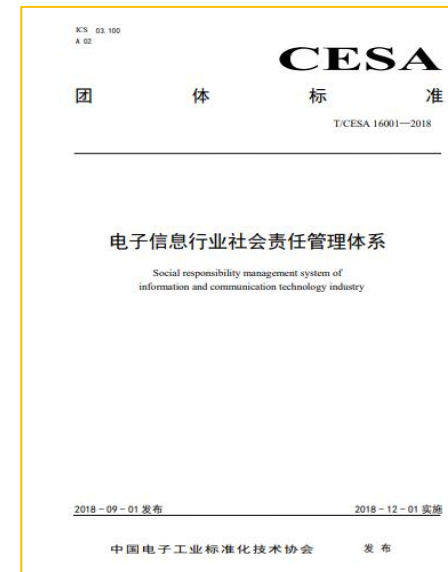 ICS 03.100
A 02
CESA
团体标准
T/CESA 16001—2018
电子信息行业社会责任管理体系
Social responsibility management system of
information and communication technology industry
2018-09-01 发布 2018-12-01 实施
中国电子工业标准化技术协会 发布